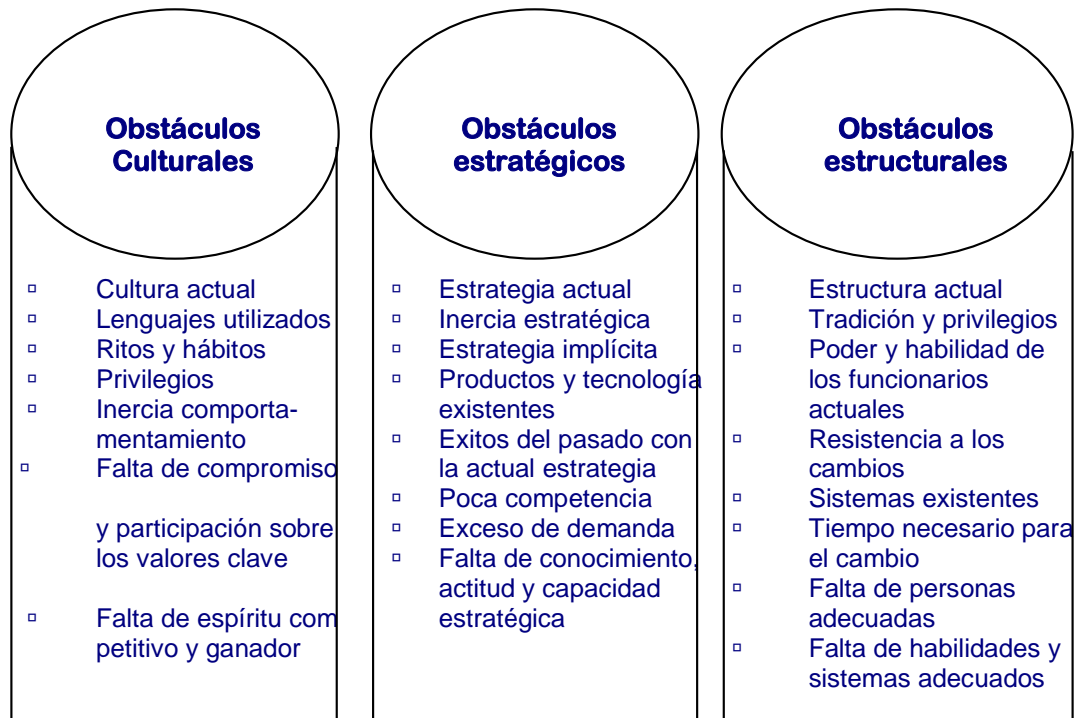 Obstáculos
Culturales
▫ Cultura actual
▫ Lenguajes utilizados
▫ Ritos y hábitos
▫ Privilegios
▫ Inercia comporta-
mentamiento
▫ Falta de compromiso
y participación sobre
los valores clave
▫ Falta de espíritu com
petitivo y ganador
Obstáculos
estratégicos
▫ Estrategia actual
▫ Inercia estratégica
▫ Estrategia implícita
▫ Productos y tecnología
existentes
▫ Exitos del pasado con
la actual estrategia
▫ Poca competencia
▫ Exceso de demanda
▫ Falta de conocimiento,
actitud y capacidad
estratégica
Obstáculos
estructurales
▫ Estructura actual
▫ Tradición y privilegios
▫ Poder y habilidad de
los funcionarios
actuales
▫ Resistencia a los
cambios
▫ Sistemas existentes
▫ Tiempo necesario para
el cambio
▫ Falta de personas
adecuadas
▫ Falta de habilidades y
sistemas adecuados